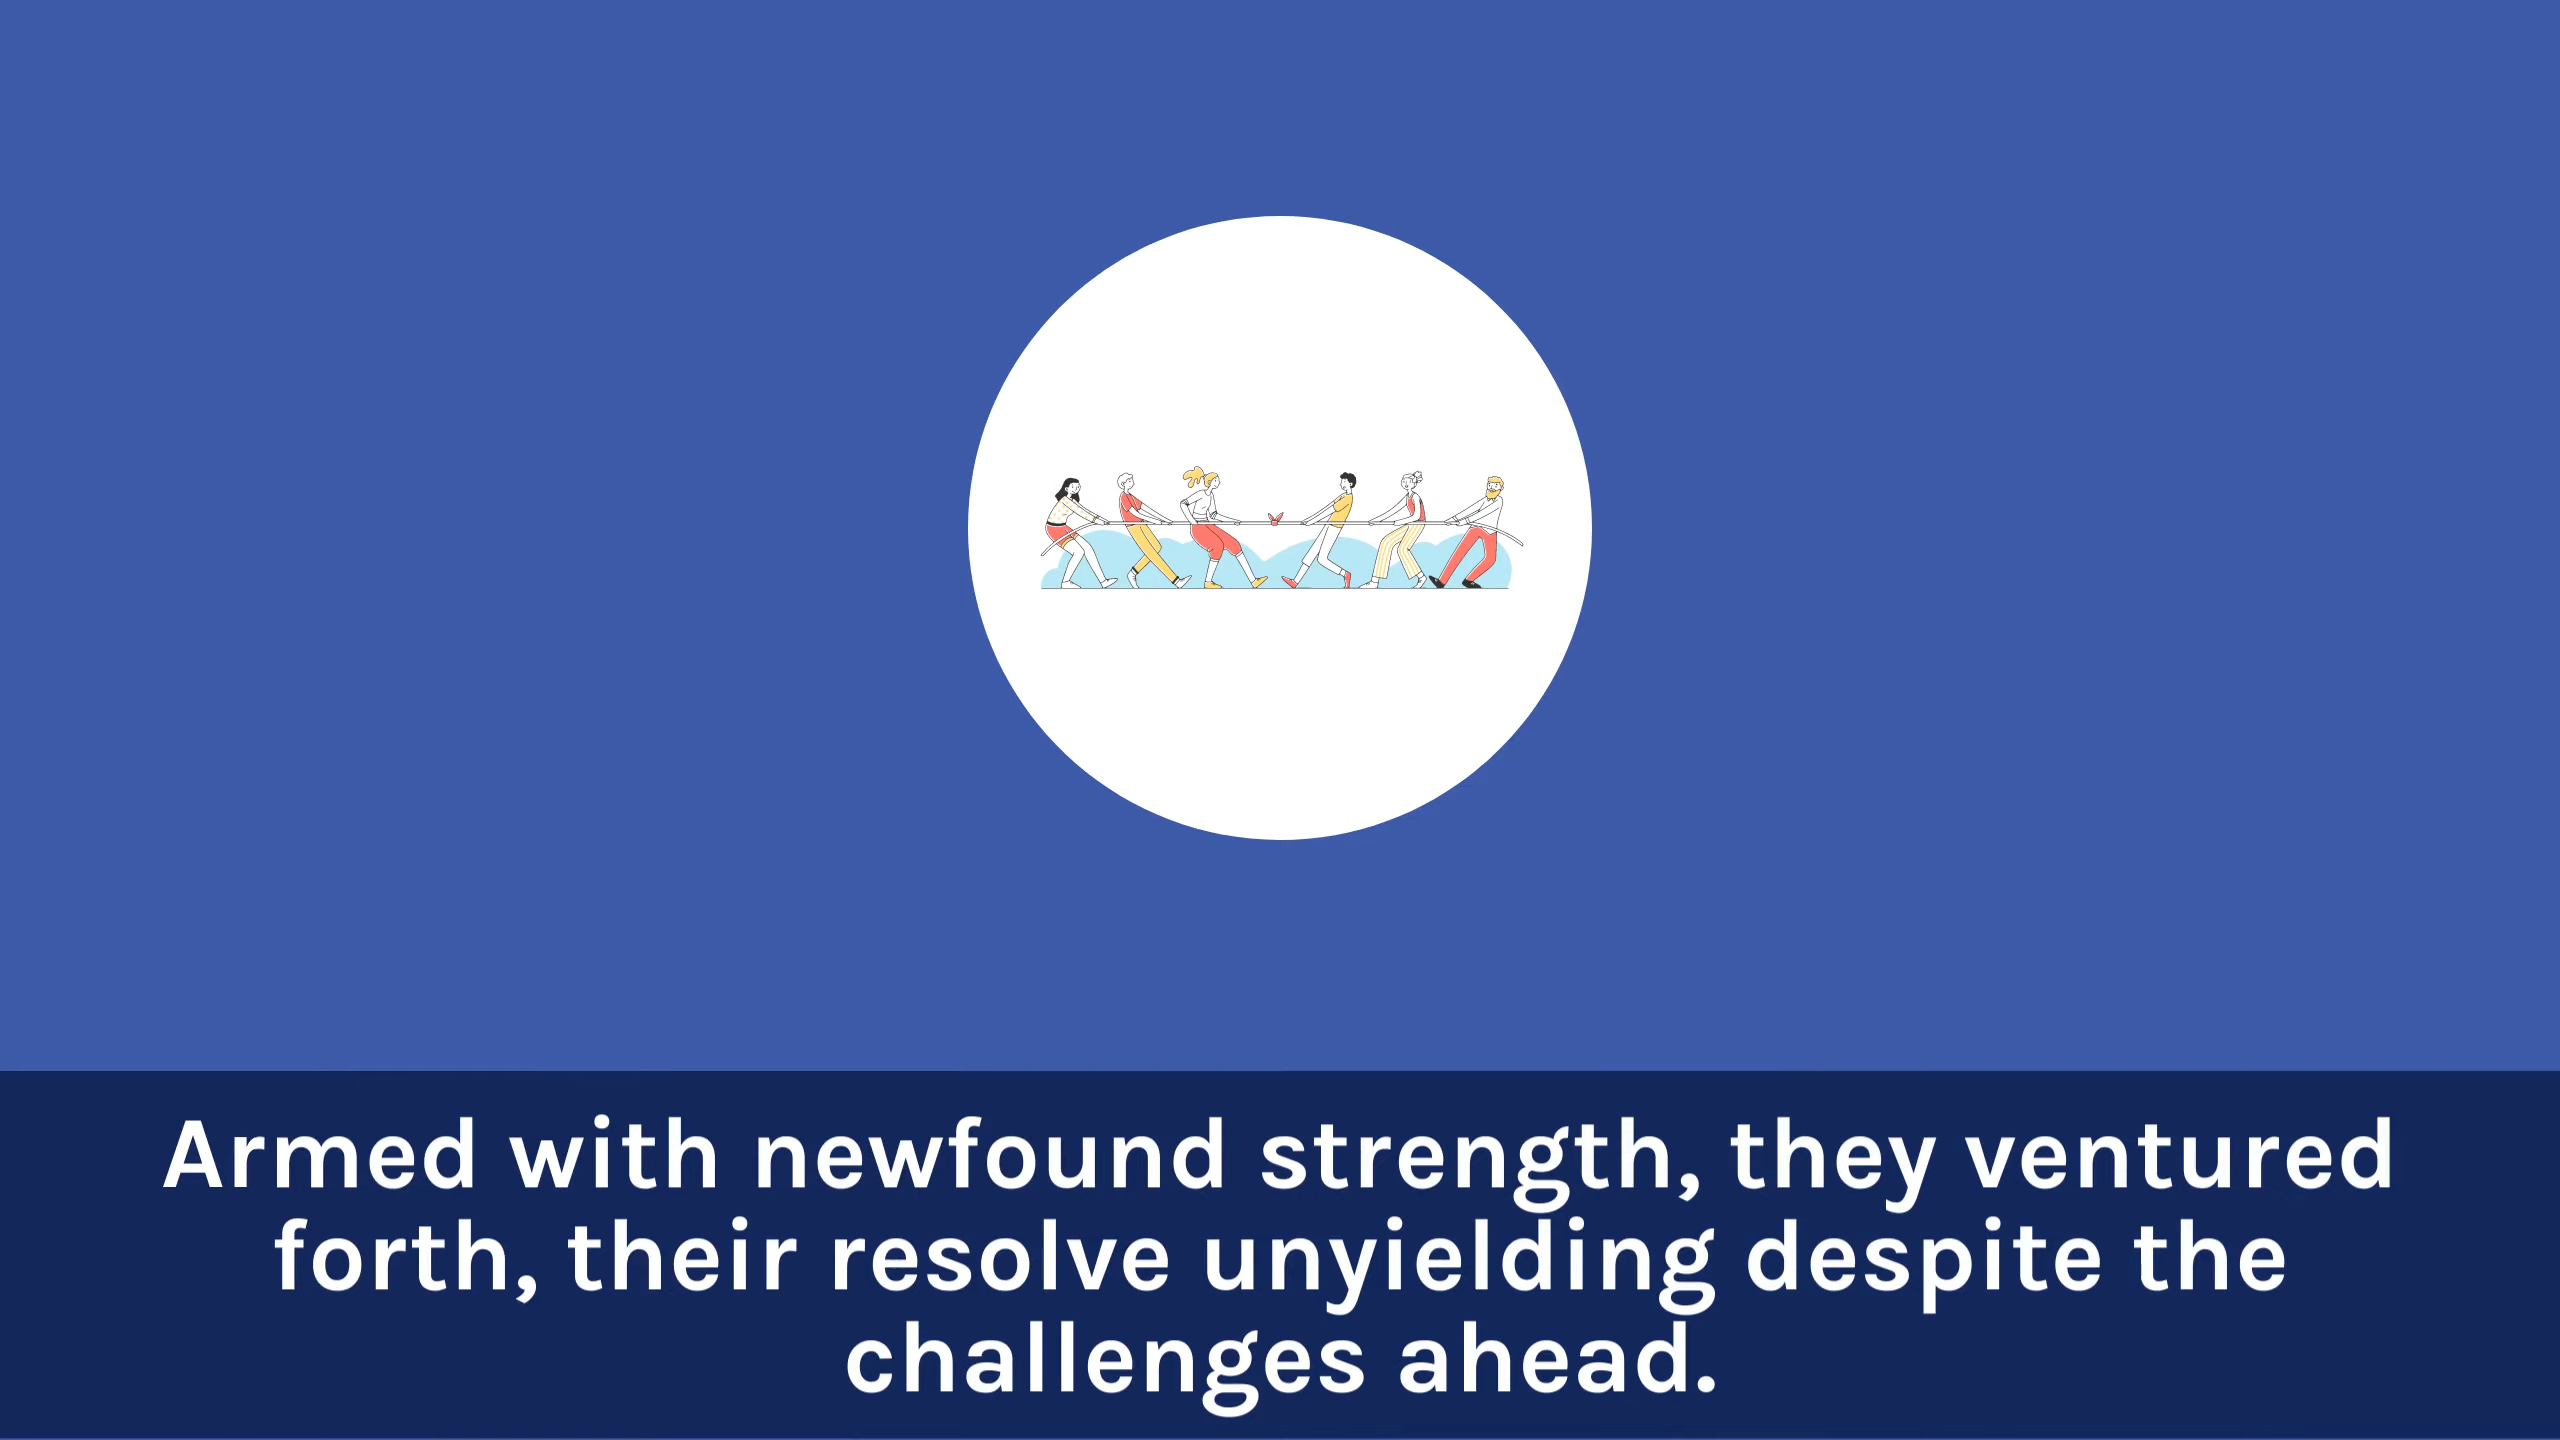 Armed with newfound strength, they ventured
forth, their resolve unyielding despite the
challenges ahead.